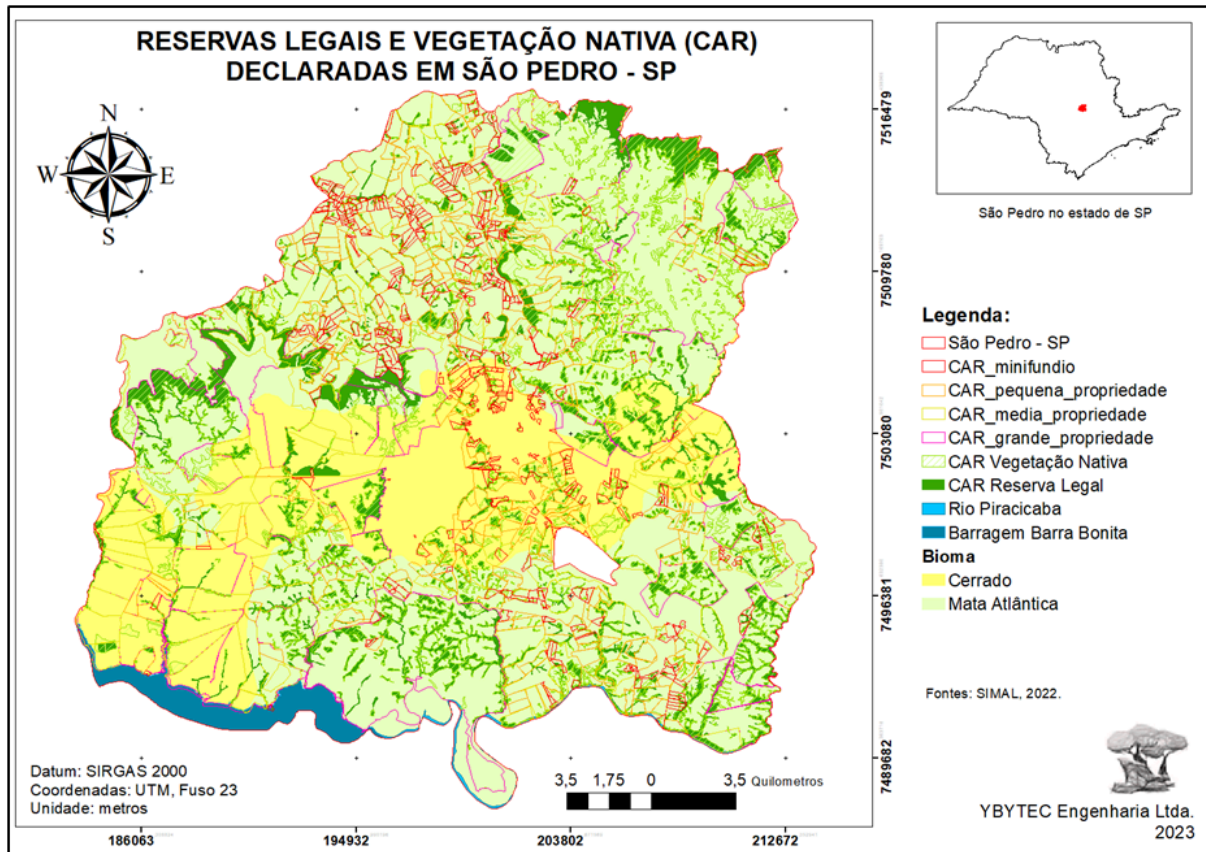 RESERVAS LEGAIS E VEGETAÇÃO NATIVA (CAR)
DECLARADAS EM SÃO PEDRO - SP
N
W
E
S
São Pedro no estado de SP
7516479
7509780
7503080
7496381
7489682
Legenda:
São Pedro - SP
CAR_minifundio
CAR_pequena_propriedade
CAR_media_propriedade
CAR_grande_propriedade
CAR Vegetação Nativa
CAR Reserva Legal
Rio Piracicaba
Barragem Barra Bonita
Bioma
Cerrado
Mata Atlântica
Fontes: SIMAL, 2022.
Datum: SIRGAS 2000
Coordenadas: UTM, Fuso 23
Unidade: metros
3,5 1,75 0 3,5 Quilometros
186063 194932 203802 212672
YBYTEC Engenharia Ltda.
2023